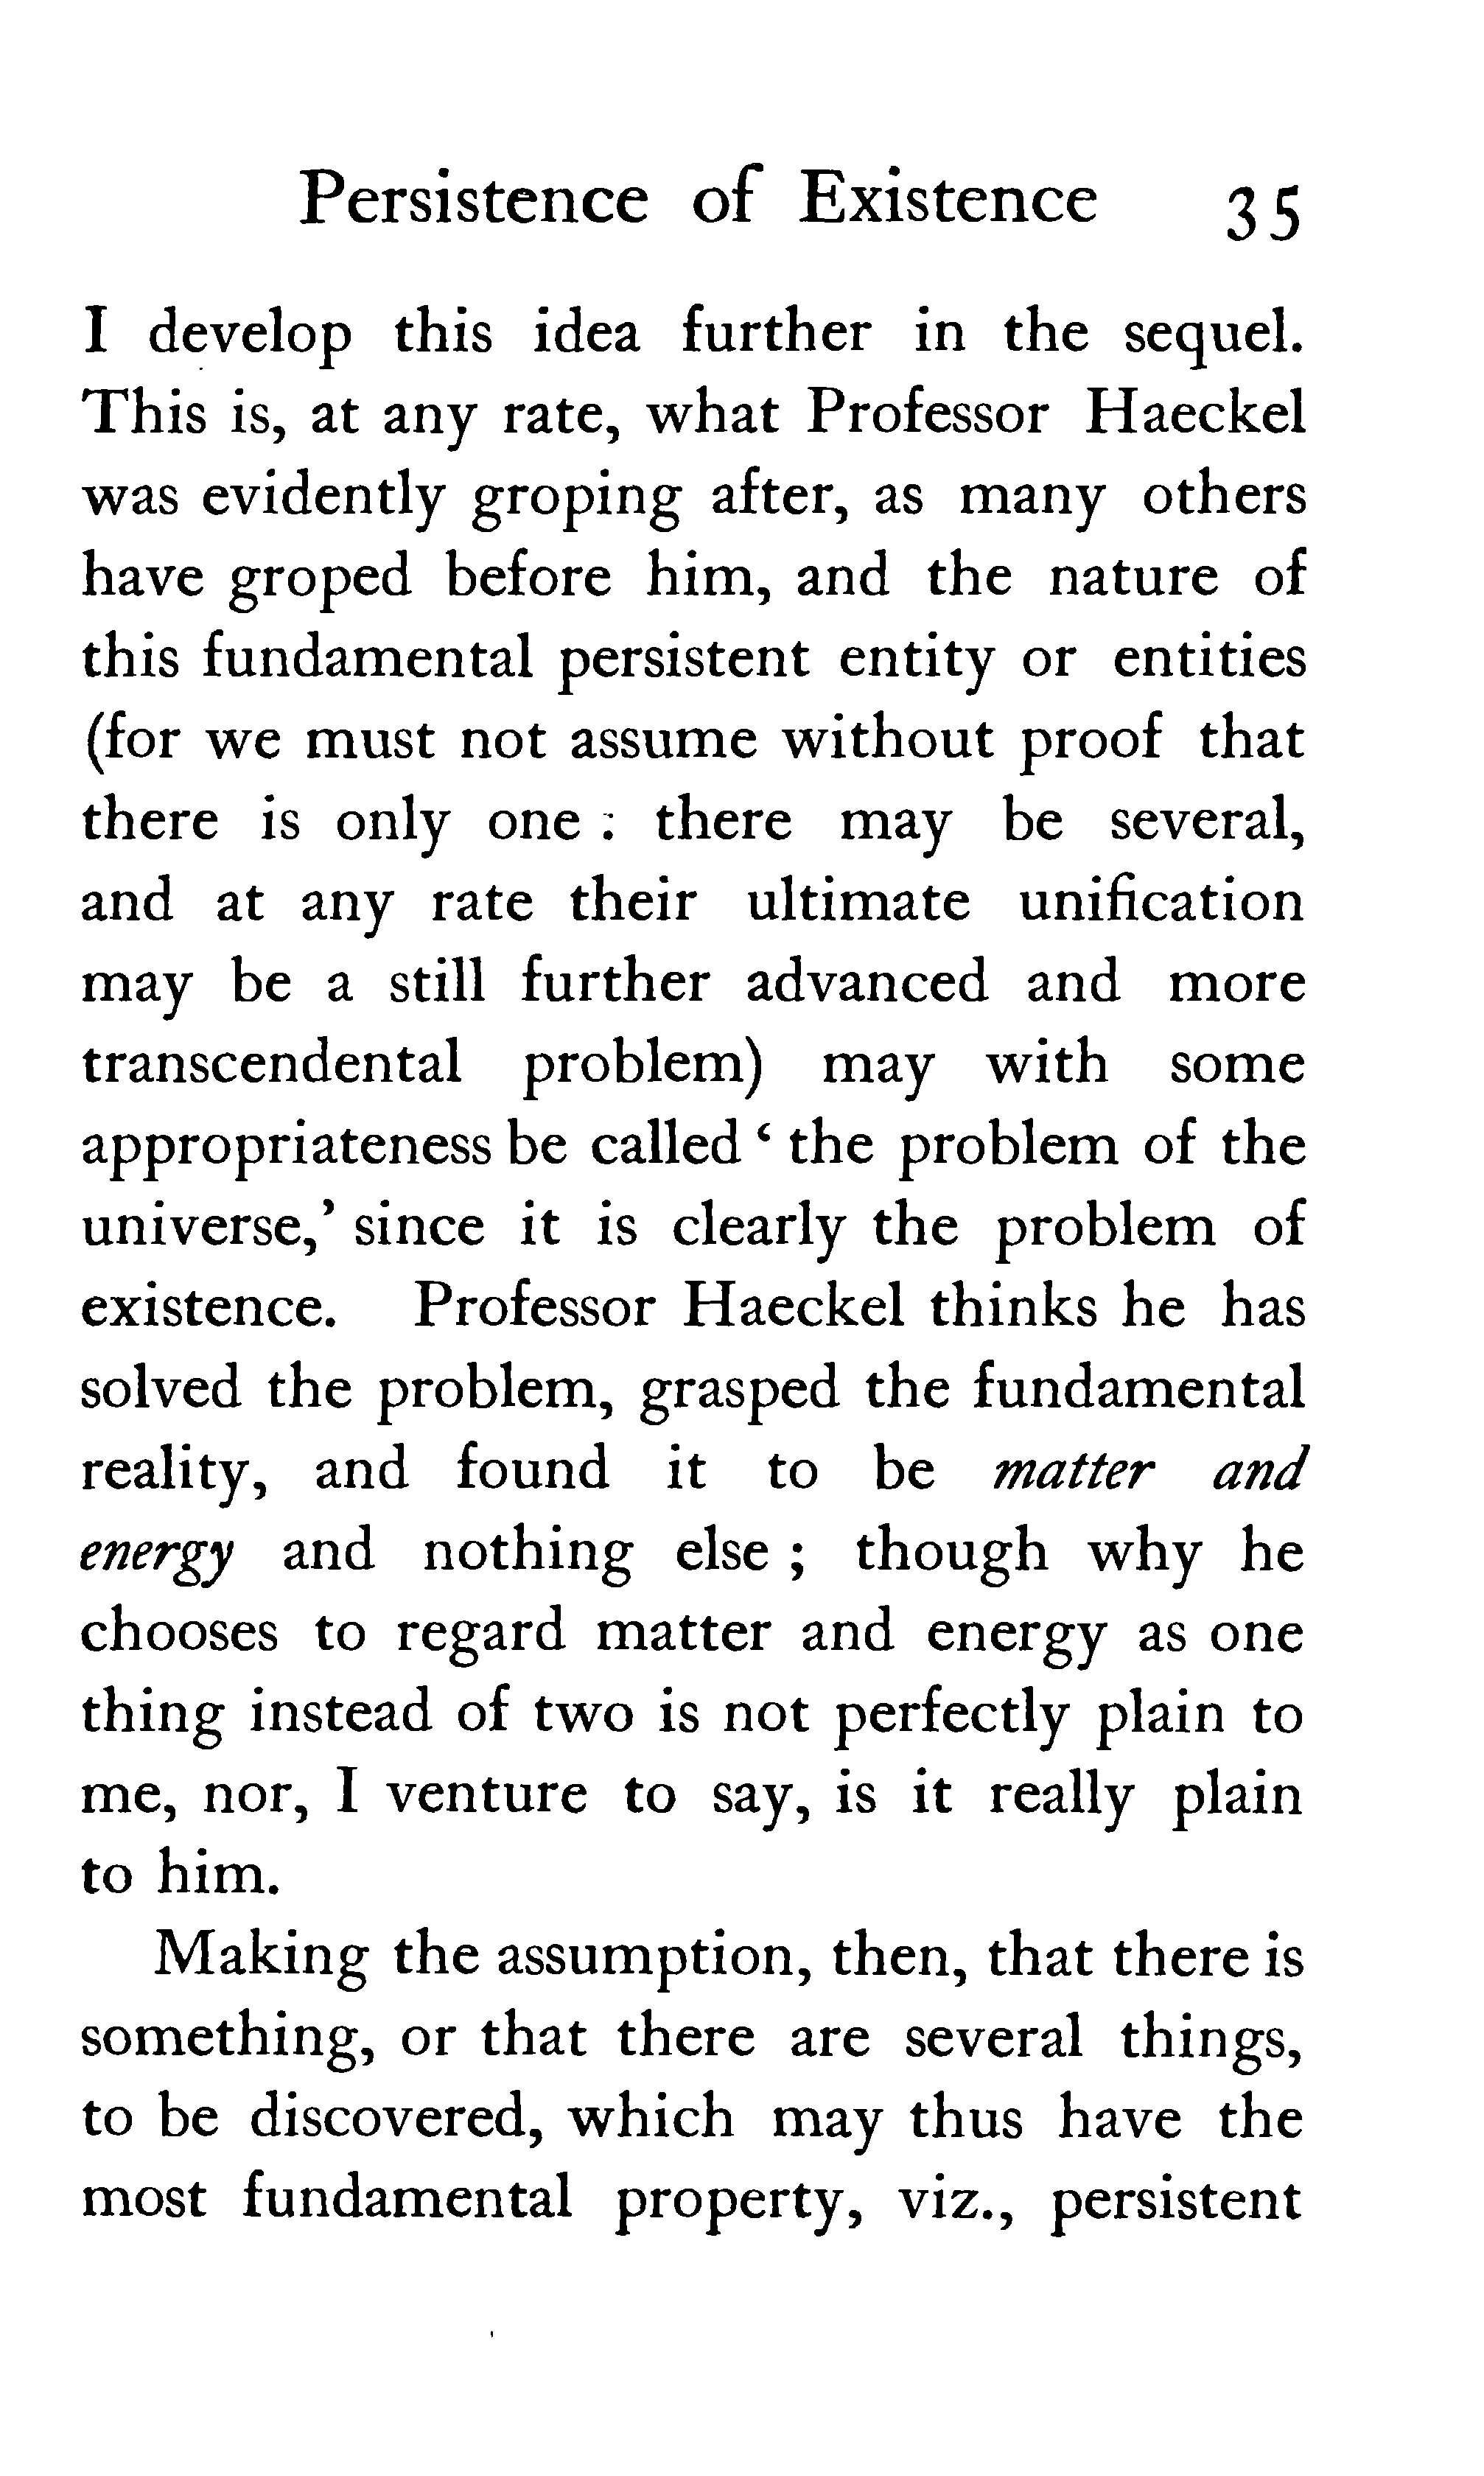 Persistence of Existence 35
I develop this idea further in the sequel.
This is, at any rate, what Professor Haeckel
was evidently groping after, as many others
have groped before him, and the nature of
this fundamental persistent entity or entities
(for we must not assume without proof that
there is only one : there may be several,
and at any rate their ultimate unification
may be a still further advanced and more
transcendental problem) may with some
appropriateness be called ‘ the problem of the
universe,’ since it is clearly the problem of
existence. Professor Haeckel thinks he has
solved the problem, grasped the fundamental
reality, and found it to be matter and
energy and nothing else ; though why he
chooses to regard matter and energy as one
thing instead of two is not perfectly plain to
me, nor, I venture to say, is it really plain
to him.
Making the assumption, then, that there is
something, or that there are several things,
to be discovered, which may thus have the
most fundamental property, viz., persistent